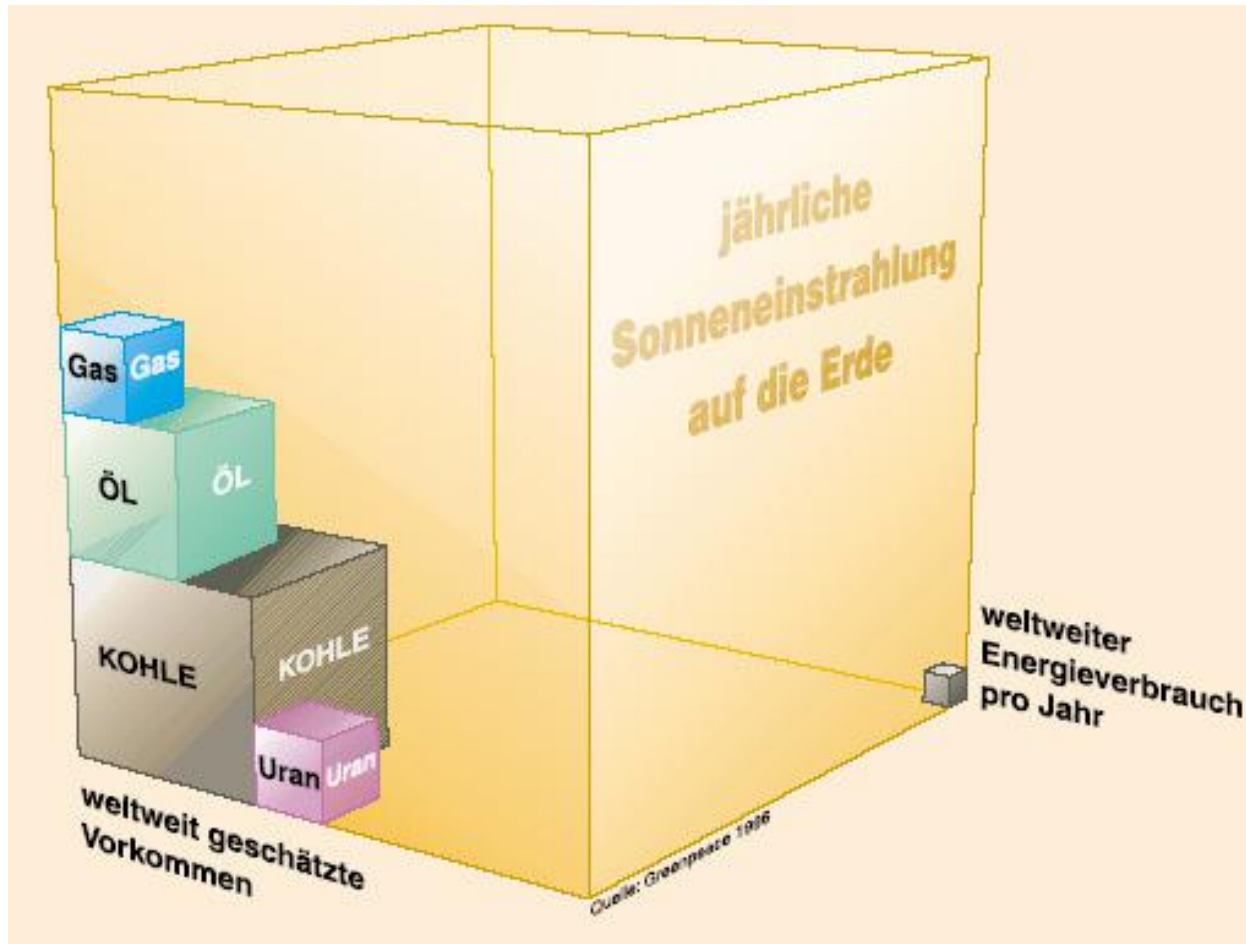 jährliche
Sonneneinstrahlung
auf die Erde
Gas Gas
ÖL ÖL
KOHLE KOHLE
Uran Uran
weltweiter
Energieverbrauch
pro Jahr
weltweit geschätzte
Vorkommen
Quelle: Greenpeace